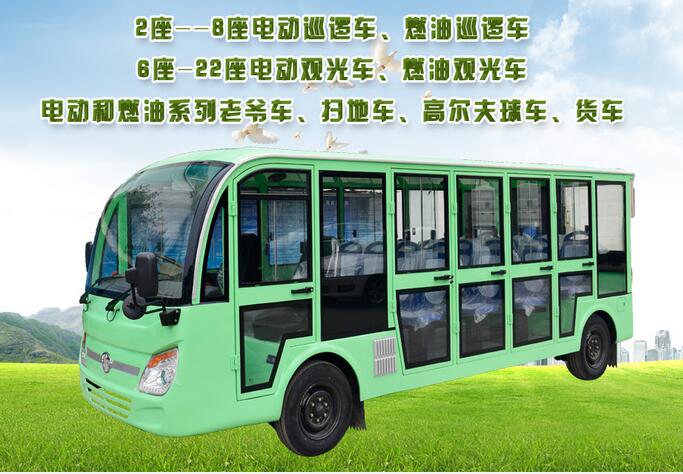 2座--8座电动巡逻车、燃油巡逻车
6座-22座电动观光车、燃油观光车
电动和燃油系列老爷车、扫地车、高尔夫球车、货车